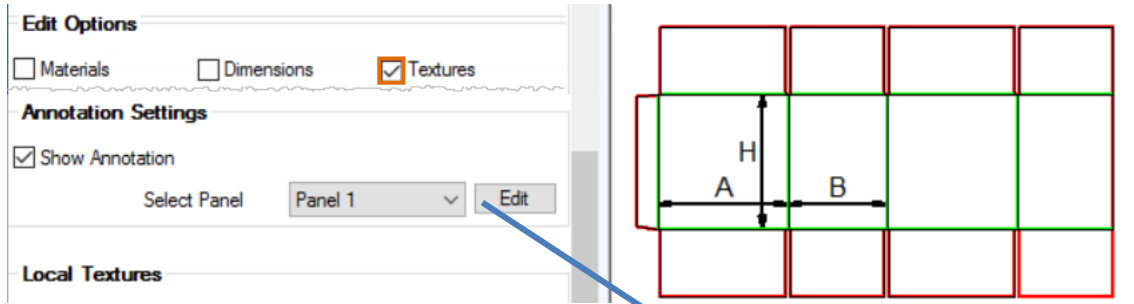 Edit Options
Materials Dimensions Textures
Annotation Settings
Show Annotation
Select Panel Panel 1 Edit
Local Textures
H
A B